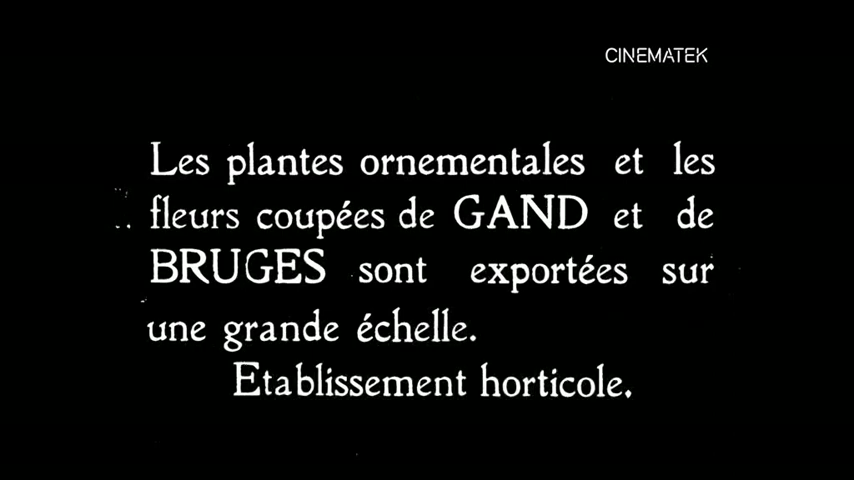 CINEMATEK
Les plantes ornementales et les
fleurs coupées de GAND et de
BRUGES sont exportées sur
une grande échelle.
Etablissement horticole.